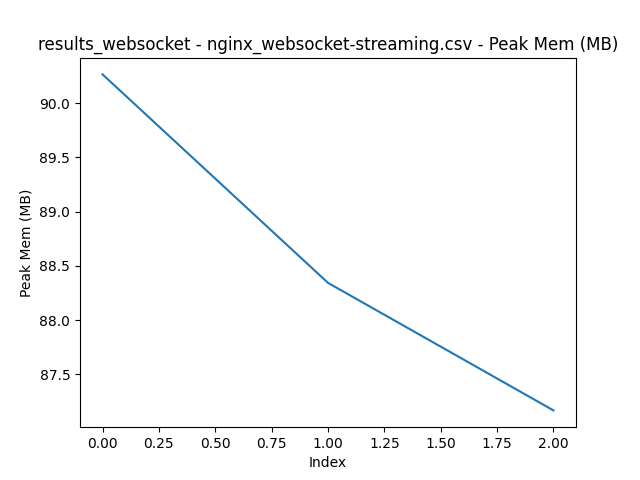 results_websocket - nginx_websocket-streaming.csv - Peak Mem (MB)
Peak Mem (MB)
90.0
89.5
89.0
88.5
88.0
87.5
0.00 0.25 0.50 0.75 1.00 1.25 1.50 1.75 2.00
Index